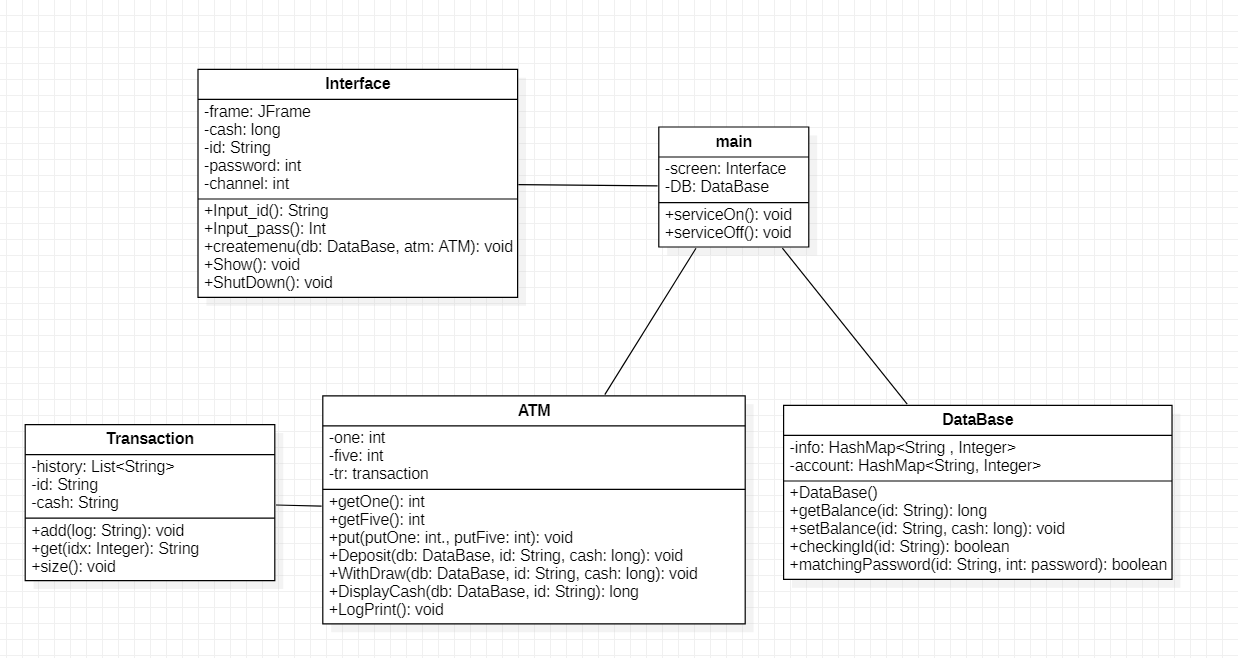 Interface
-frame: JFrame
-cash: long
-id: String
-password: int
-channel: int
+Input_id(): String
+Input_pass(): Int
+createmenu(db: DataBase, atm: ATM): void
+Show(): void
+ShutDown(): void
main
-screen: Interface
-DB: DataBase
+serviceOn(): void
+serviceOff(): void
Transaction
-history: List<String>
-id: String
-cash: String
+add(log: String): void
+get(idx: Integer): String
+size(): void
ATM
-one: int
-five: int
-tr: transaction
+getOne(): int
+getFive(): int
+put(putOne: int., putFive: int): void
+Deposit(db: DataBase, id: String, cash: long): void
+WithDraw(db: DataBase, id: String, cash: long): void
+DisplayCash(db: DataBase, id: String): long
+LogPrint(): void
DataBase
-info: HashMap<String , Integer>
-account: HashMap<String, Integer>
+DataBase()
+getBalance(id: String): long
+setBalance(id: String, cash: long): void
+checkingId(id: String): boolean
+matchingPassword(id: String, int: password): boolean